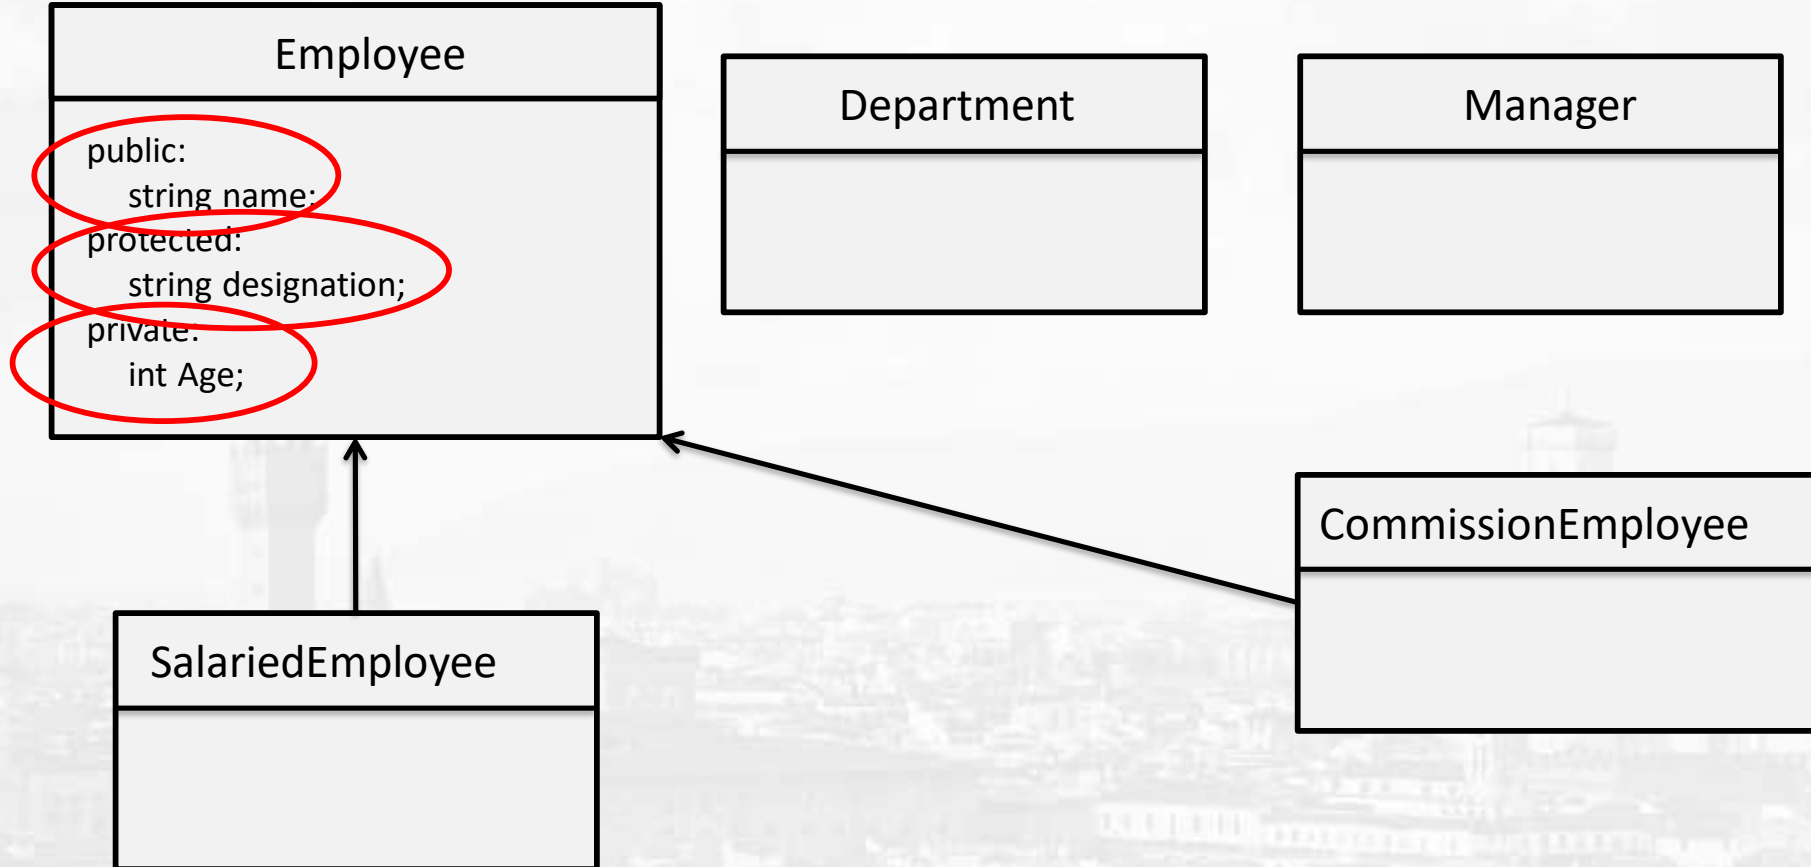 Employee
public:
string name;
protected:
string designation;
private:
int Age;
Department
Manager
CommissionEmployee
SalariedEmployee